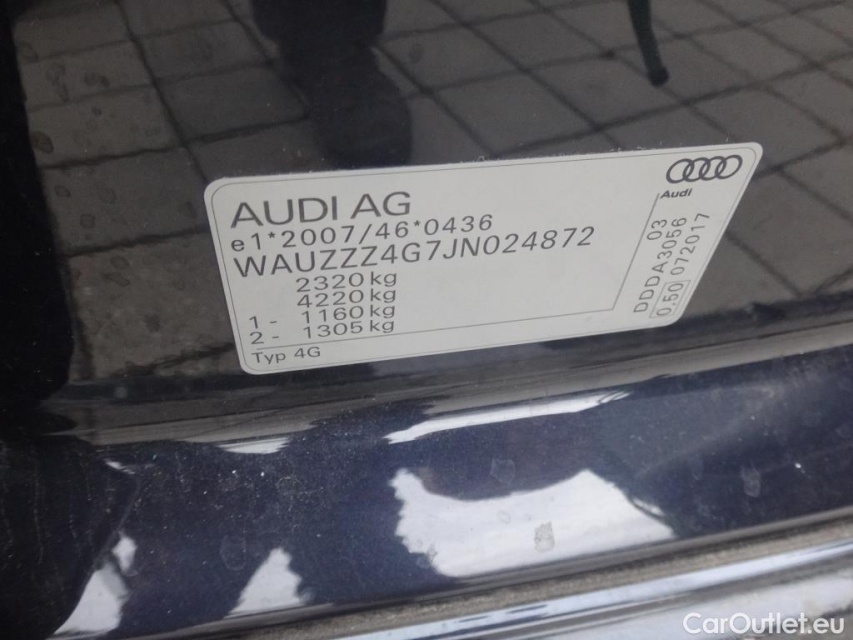 AUDI AG
e1*2007/46*0436
WAUZZZ4G7JN024872
2320 kg
4220 kg
1 - 1160 kg
2 - 1305 kg
Typ 4G
Audi
03
DDDA3056
0.50 072017
CarOutlet.eu